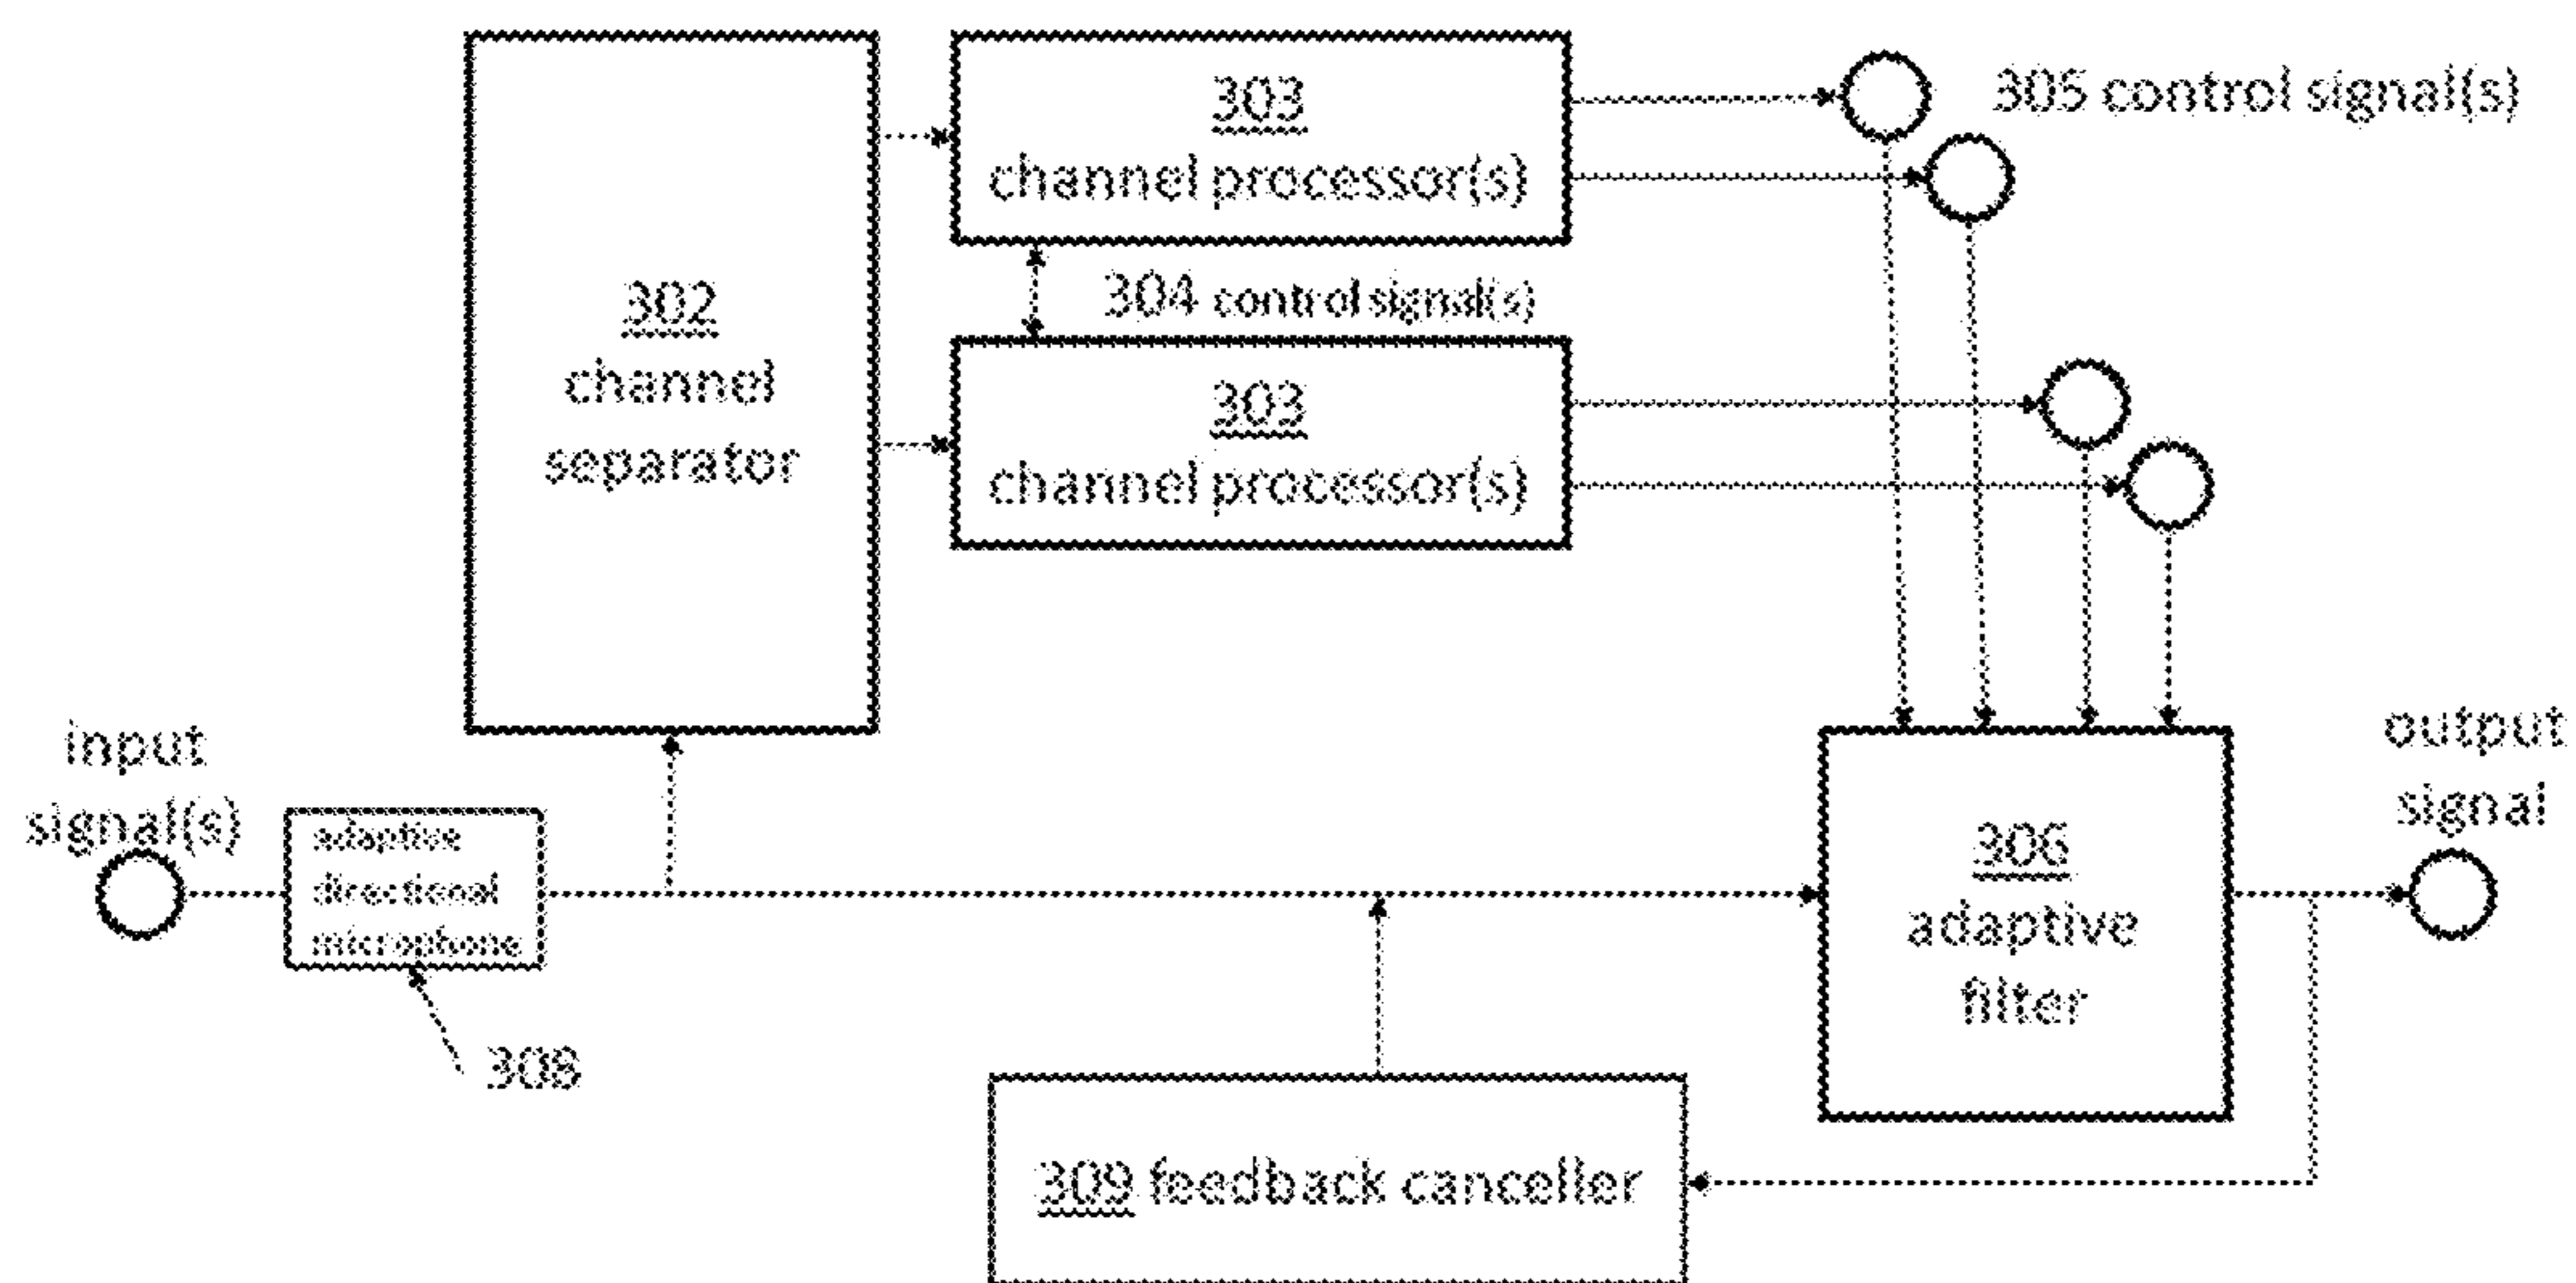 303
channel processor(s)
305 control signal(s)
302
channel
separator
304 control signal(s)
303
channel processor(s)
input
signal(s)
adaptive
directional
microphone
308
306
adaptive
filter
output
signal
309 feedback canceller